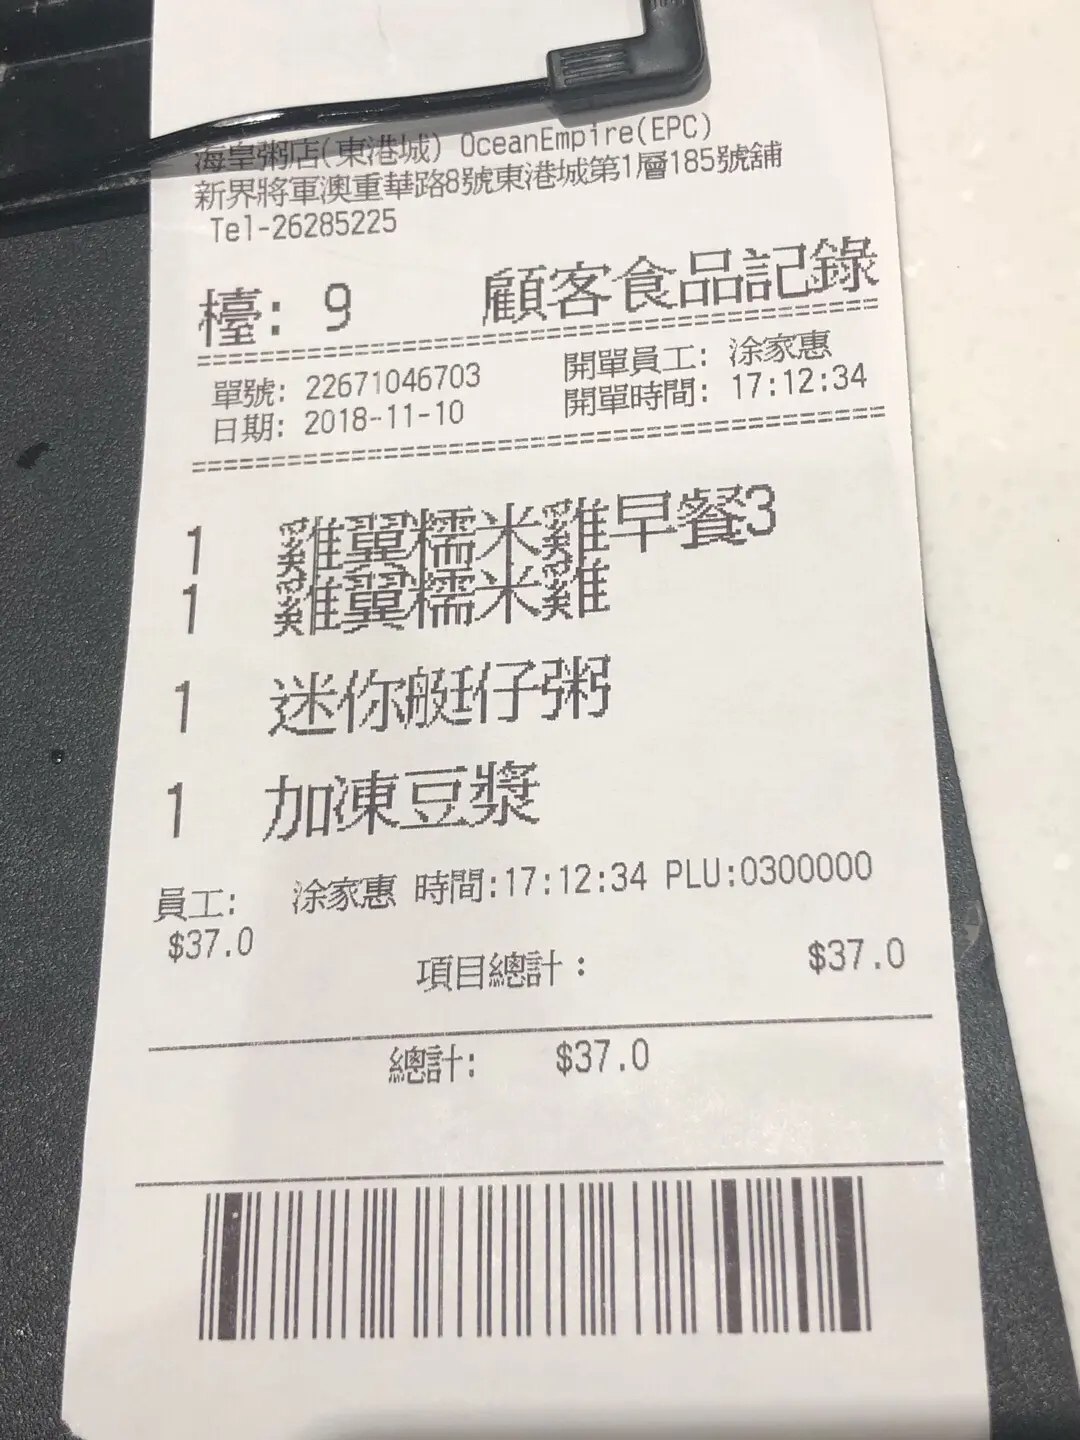 海皇粥店(東港城) OceanEmpire(EPC)
新界將軍澳重華路8號東港城第1層185號舖
Tel-26285225
檯: 9 顧客食品記錄
單號: 22671046703 開單員工: 涂家惠
日期: 2018-11-10 開單時間: 17:12:34
1 雞翼糯米雞早餐3
1 雞翼糯米雞
1 迷你艇仔粥
1 加凍豆漿
員工: 涂家惠 時間:17:12:34 PLU:0300000
$37.0
項目總計: $37.0
總計: $37.0